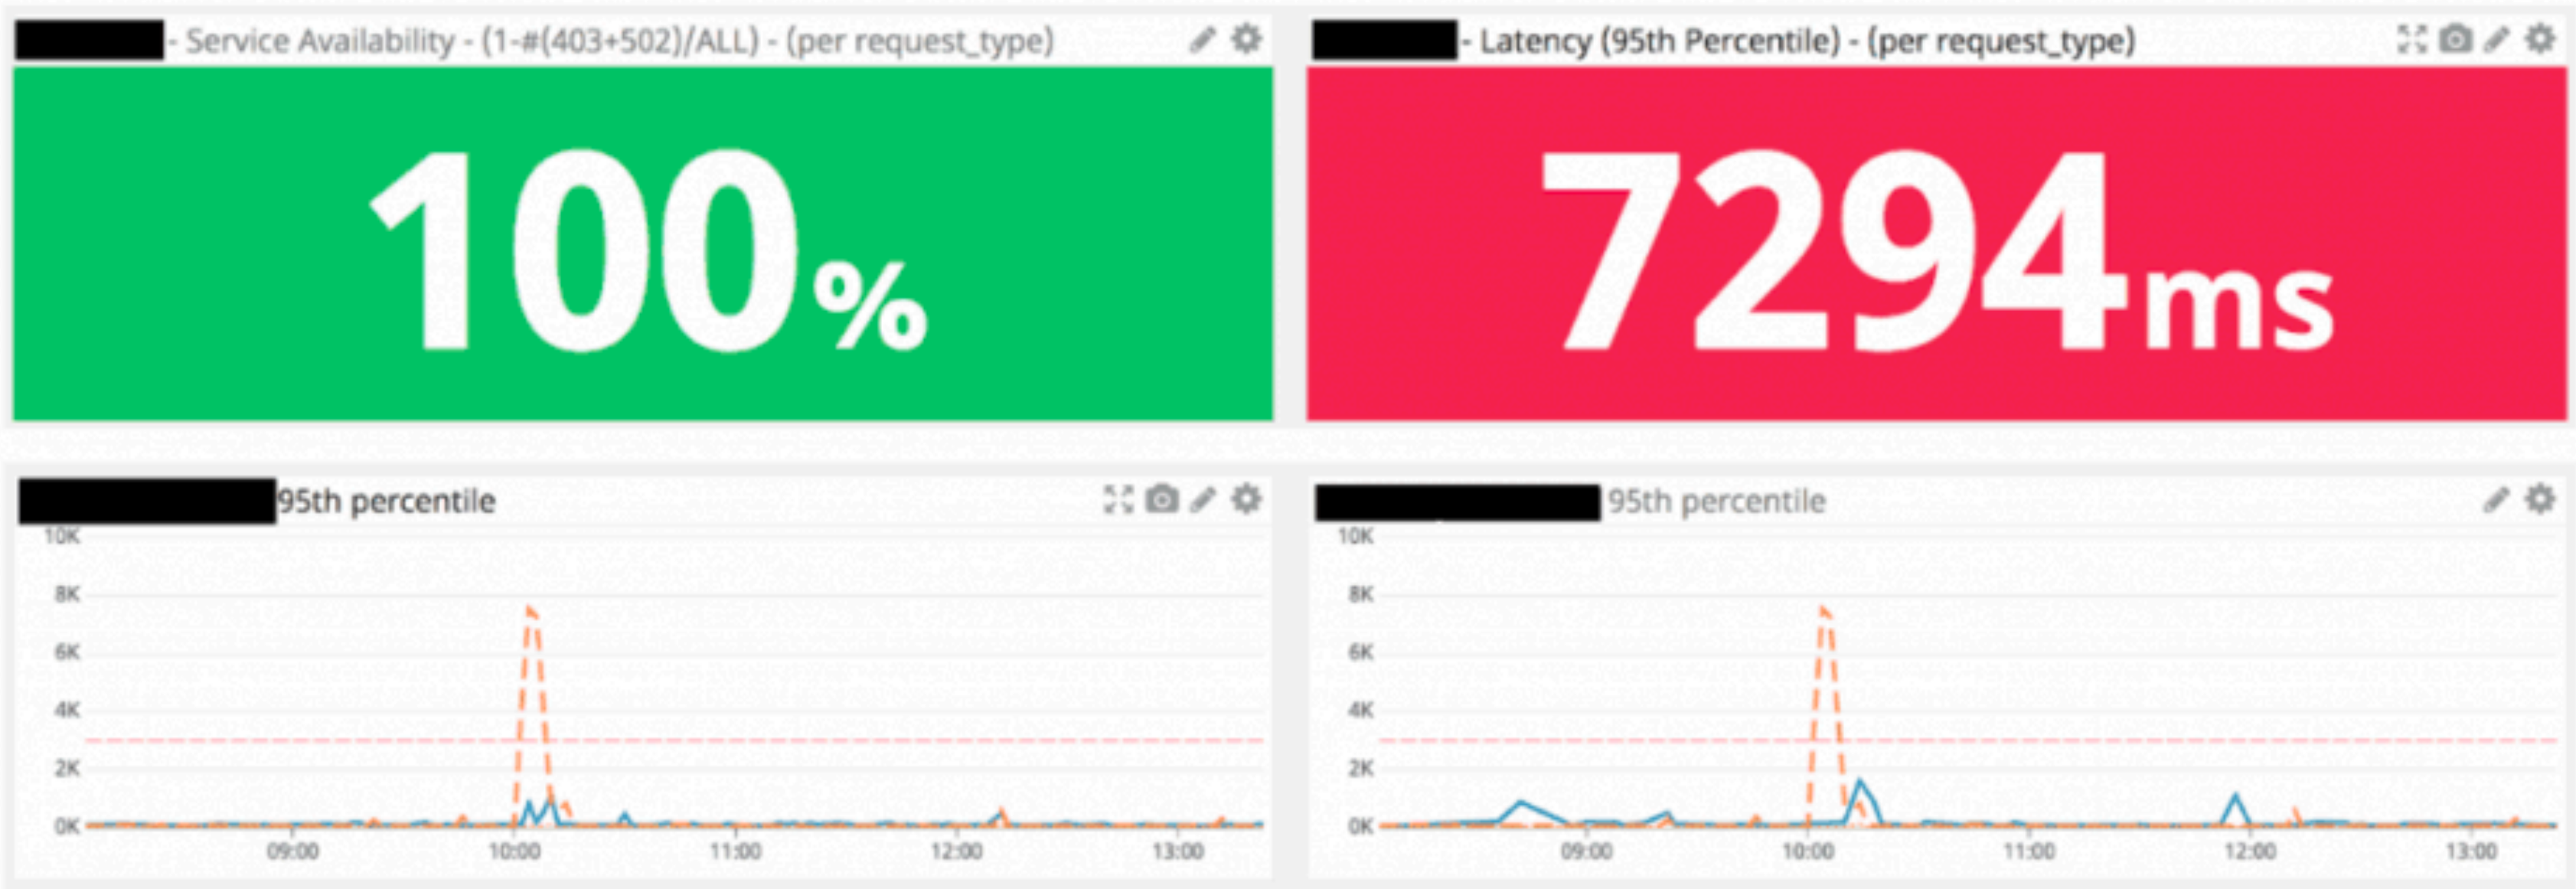 - Service Availability - (1-#(403+502)/ALL) - (per request_type)
100%
- Latency (95th Percentile) - (per request_type)
7294ms
95th percentile
10K
8K
6K
4K
2K
0K
09:00 10:00 11:00 12:00 13:00
95th percentile
10K
8K
6K
4K
2K
0K
09:00 10:00 11:00 12:00 13:00